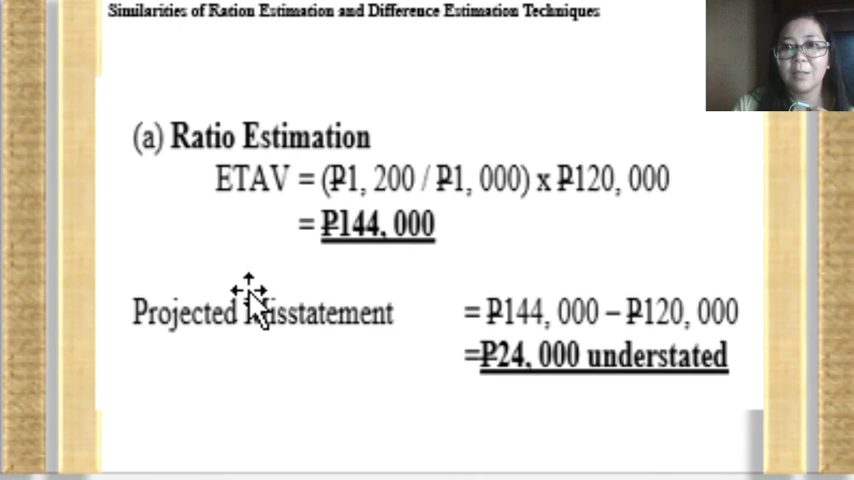 Similarities of Ration Estimation and Difference Estimation Techniques
(a) Ratio Estimation
ETAV = (₱1, 200 / ₱1, 000) x ₱120, 000
= ₱144, 000
Projected Misstatement = ₱144, 000 – ₱120, 000
=₱24, 000 understated